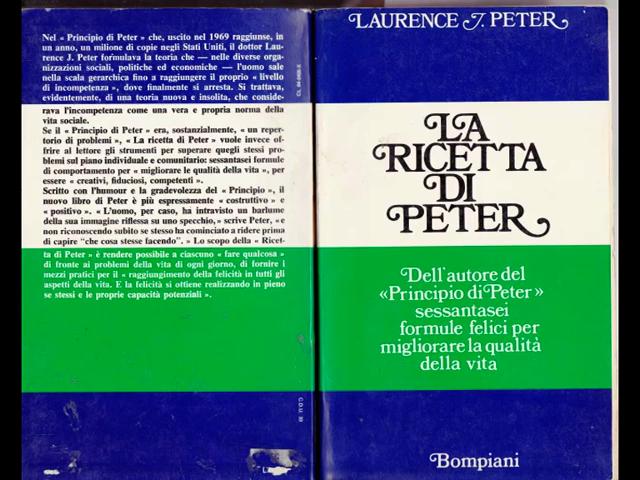 Nel « Principio di Peter » che, uscito nel 1969 raggiunse, in
un anno, un milione di copie negli Stati Uniti, il dottor Lau-
rence J. Peter formulava la teoria che — nelle diverse or-
ganizzazioni sociali, politiche ed economiche — l'uomo sale
nella scala gerarchica fino a raggiungere il proprio « livello
di incompetenza », dove finalmente si arresta. Si trattava,
evidentemente, di una teoria nuova e insolita, che conside-
rava l'incompetenza come una vera e propria norma della
vita sociale.
Se il « Principio di Peter » era, sostanzialmente, « un reper-
torio di problemi », « La ricetta di Peter » vuole invece of-
frire al lettore gli strumenti per superare quegli stessi pro-
blemi sul piano individuale e comunitario: sessantasei formule
di comportamento per « migliorare le qualità della vita », per
essere « creativi, fiduciosi, competenti ».
Scritto con l'humour e la gradevolezza del « Principio », il
nuovo libro di Peter è più espressamente « costruttivo » e
« positivo ». « L'uomo, per caso, ha intravisto un barlume
della sua immagine riflessa su uno specchio, » scrive Peter, «e
non riconoscendo subito se stesso ha cominciato a ridere prima
di capire "che cosa stesse facendo". » Lo scopo della « Ricet-
ta di Peter » è rendere possibile a ciascuno « fare qualcosa »
di fronte ai problemi della vita di ogni giorno, di fornire i
mezzi pratici per il « raggiungimento della felicità in tutti gli
aspetti della vita. E la felicità si ottiene realizzando in pieno
se stessi e le proprie capacità potenziali ».
C.D.U. 30
LAURENCE J. PETER
LA
RICETTA
DI
PETER
Dell'autore del
«Principio di Peter»
sessantasei
formule felici per
migliorare la qualità
della vita
Bompiani